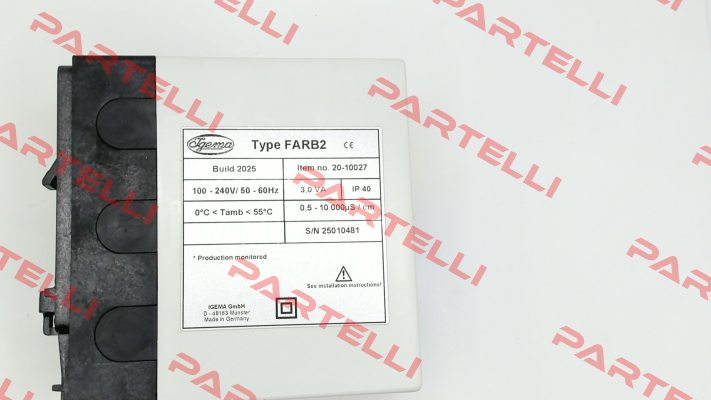 Igema
Type FARB2
CE
Build 2025
Item no. 20-10027
100 - 240V/ 50 - 60Hz
3,0 VA
IP 40
0°C < Tamb < 55°C
0,5 - 10.000µS / cm
S/N 25010481
* Production monitored
See installation instructions!
IGEMA GmbH
D - 48163 Münster
Made in Germany
PARTELLI
PARTELLI
PARTELLI
PARTELLI
PARTELLI
PARTELLI
PARTELLI
PARTELLI